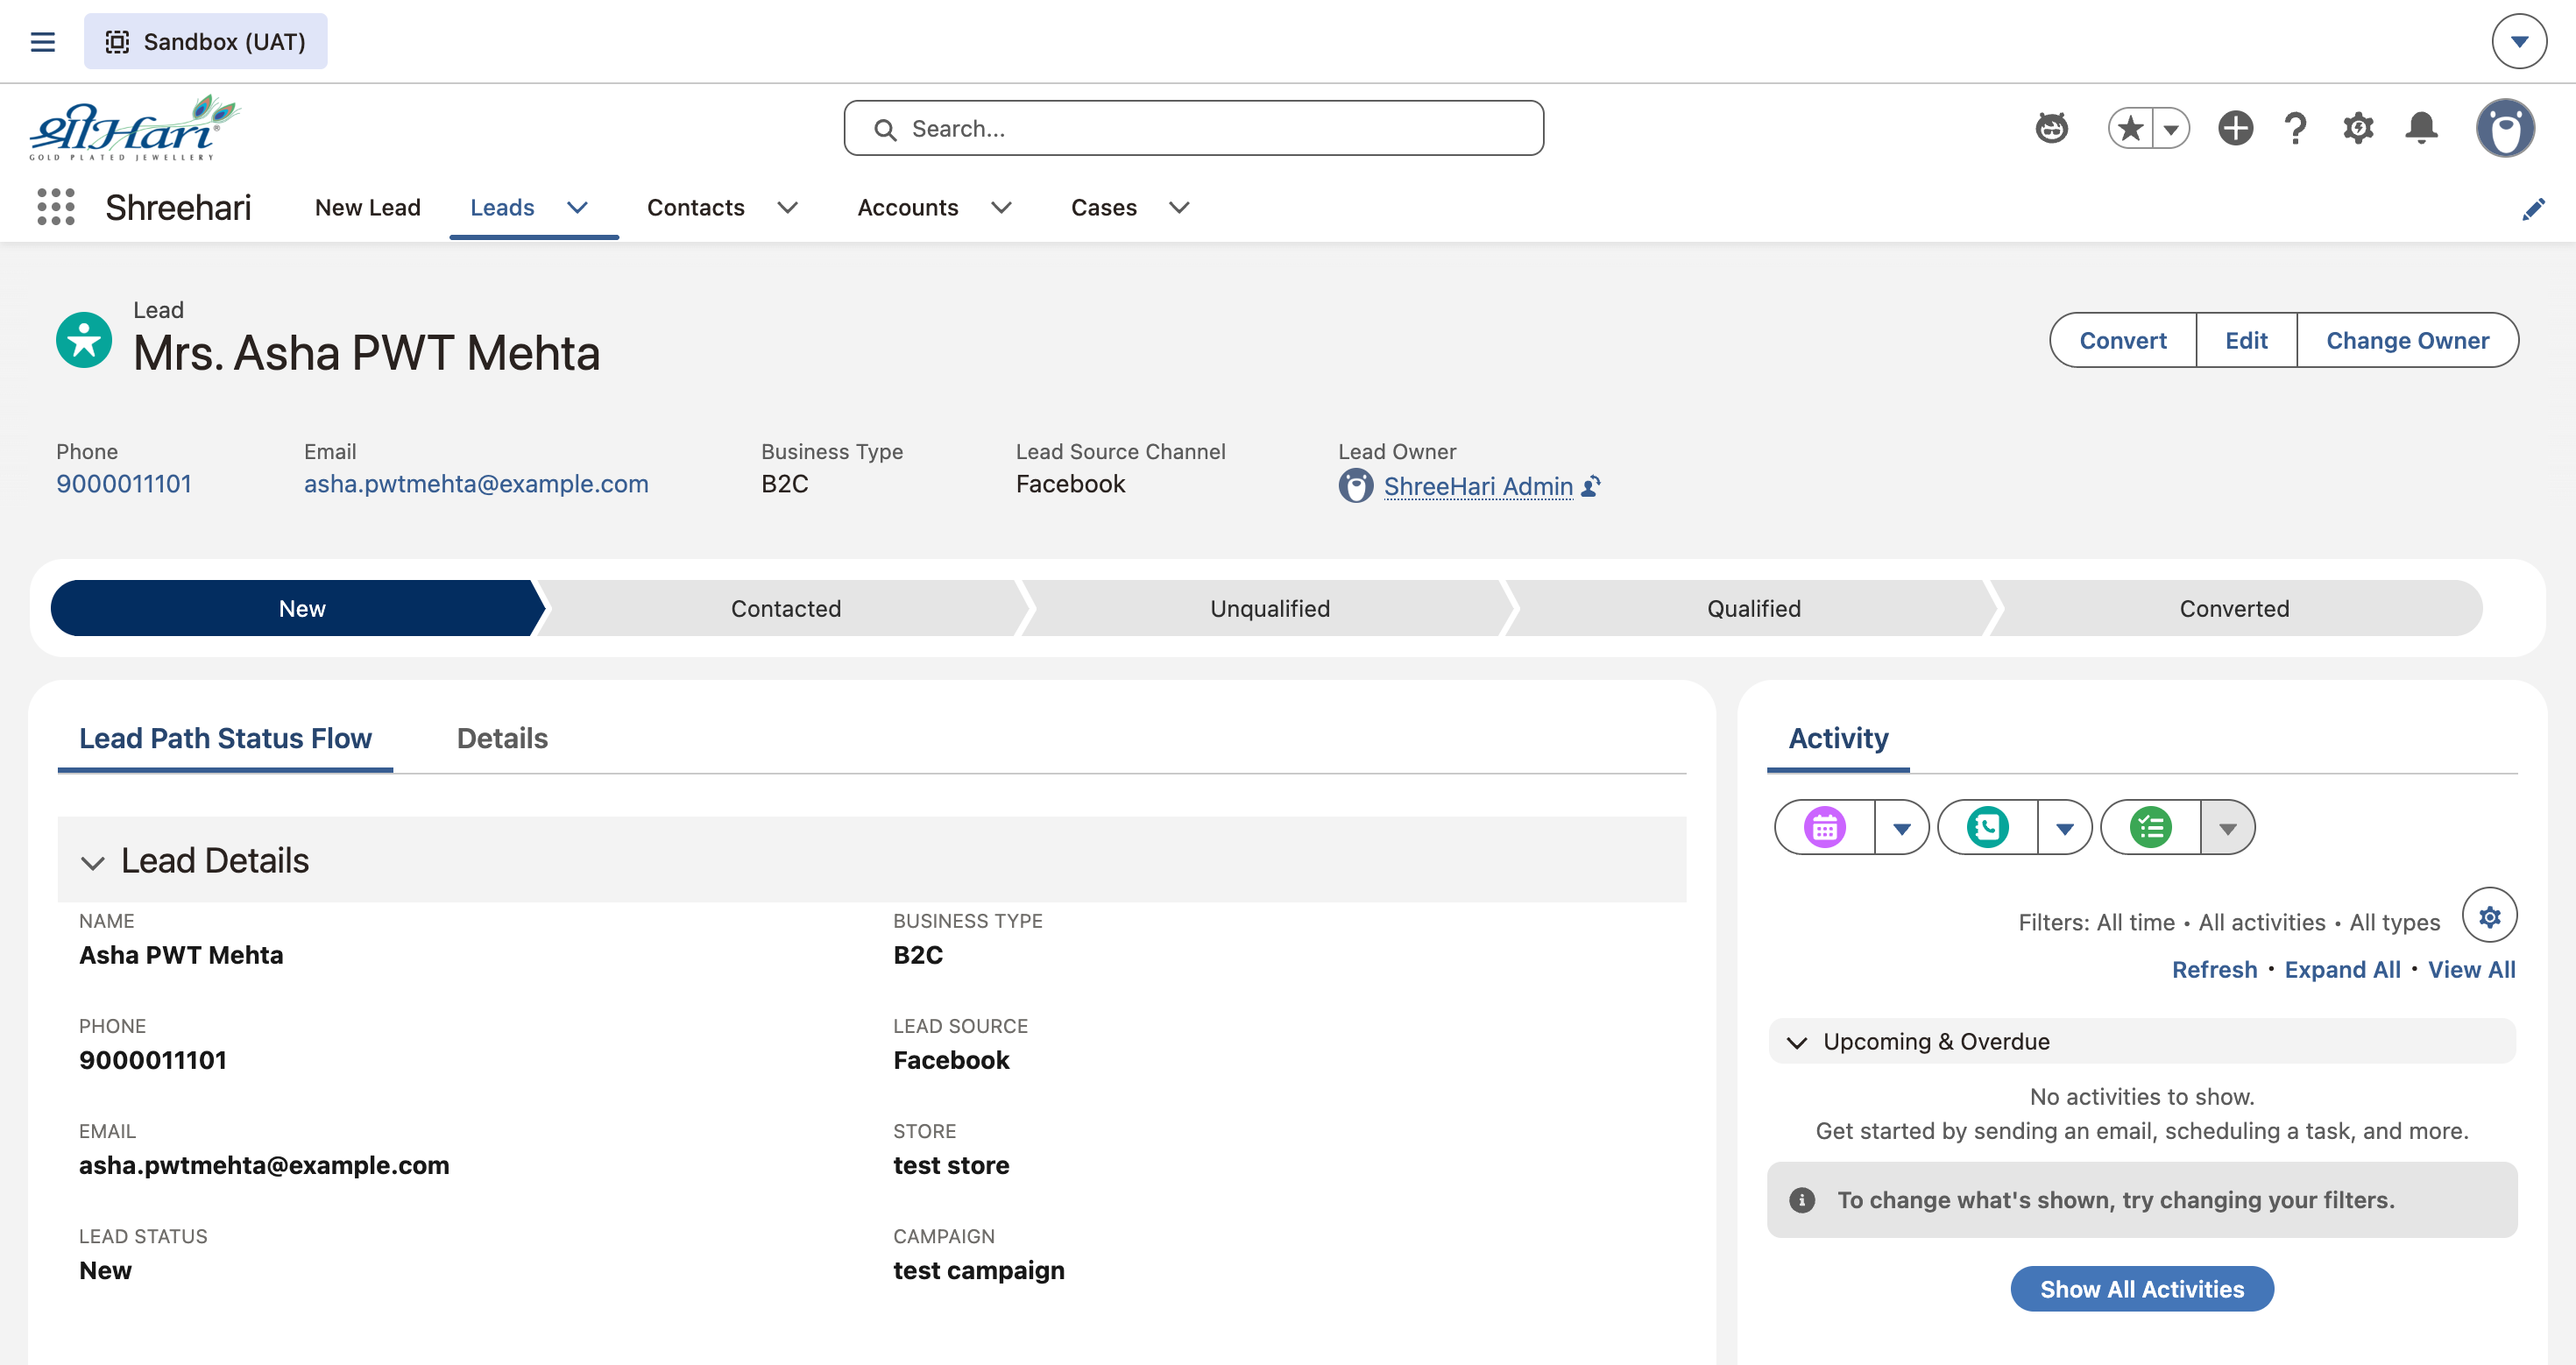 Sandbox (UAT)
श्रीHari®
GOLD PLATED JEWELLERY
Search...
Shreehari
New Lead
Leads
Contacts
Accounts
Cases
Lead
Mrs. Asha PWT Mehta
Convert
Edit
Change Owner
Phone
9000011101
Email
asha.pwtmehta@example.com
Business Type
B2C
Lead Source Channel
Facebook
Lead Owner
ShreeHari Admin
New
Contacted
Unqualified
Qualified
Converted
Lead Path Status Flow
Details
Lead Details
NAME
Asha PWT Mehta
BUSINESS TYPE
B2C
PHONE
9000011101
LEAD SOURCE
Facebook
EMAIL
asha.pwtmehta@example.com
STORE
test store
LEAD STATUS
New
CAMPAIGN
test campaign
Activity
Filters: All time • All activities • All types
Refresh • Expand All • View All
Upcoming & Overdue
No activities to show.
Get started by sending an email, scheduling a task, and more.
To change what's shown, try changing your filters.
Show All Activities